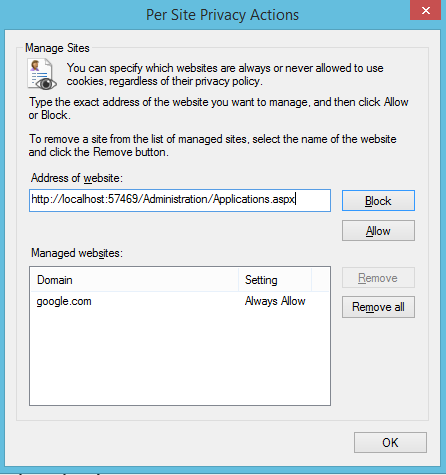 Per Site Privacy Actions
Manage Sites
You can specify which websites are always or never allowed to use
cookies, regardless of their privacy policy.
Type the exact address of the website you want to manage, and then click Allow
or Block.
To remove a site from the list of managed sites, select the name of the website
and click the Remove button.
Address of website:
http://localhost:57469/Administration/Applications.aspx
Block
Allow
Managed websites:
Domain Setting
google.com Always Allow
Remove
Remove all
OK